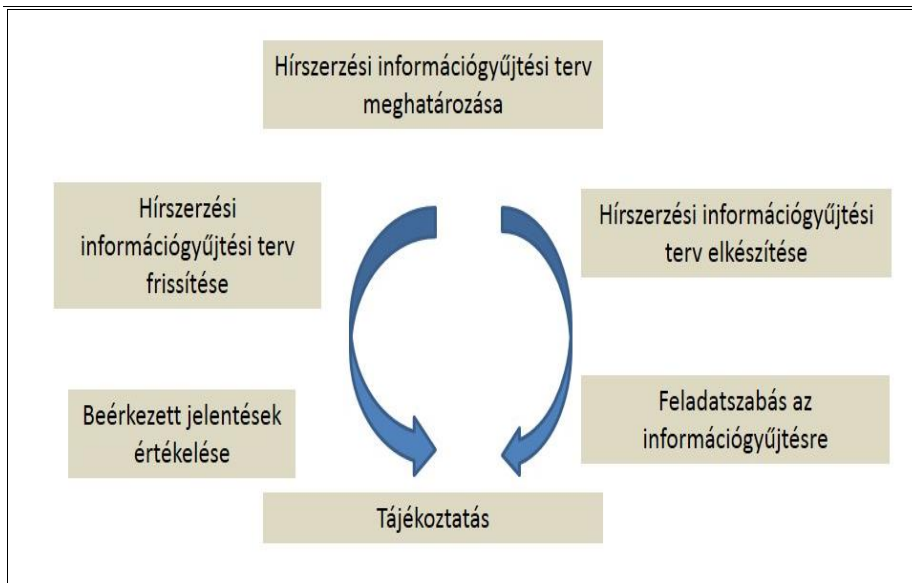 Hírszerzési információgyűjtési terv
meghatározása
Hírszerzési
információgyűjtési terv
frissítése
Hírszerzési információgyűjtési
terv elkészítése
Beérkezett jelentések
értékelése
Feladatszabás az
információgyűjtésre
Tájékoztatás